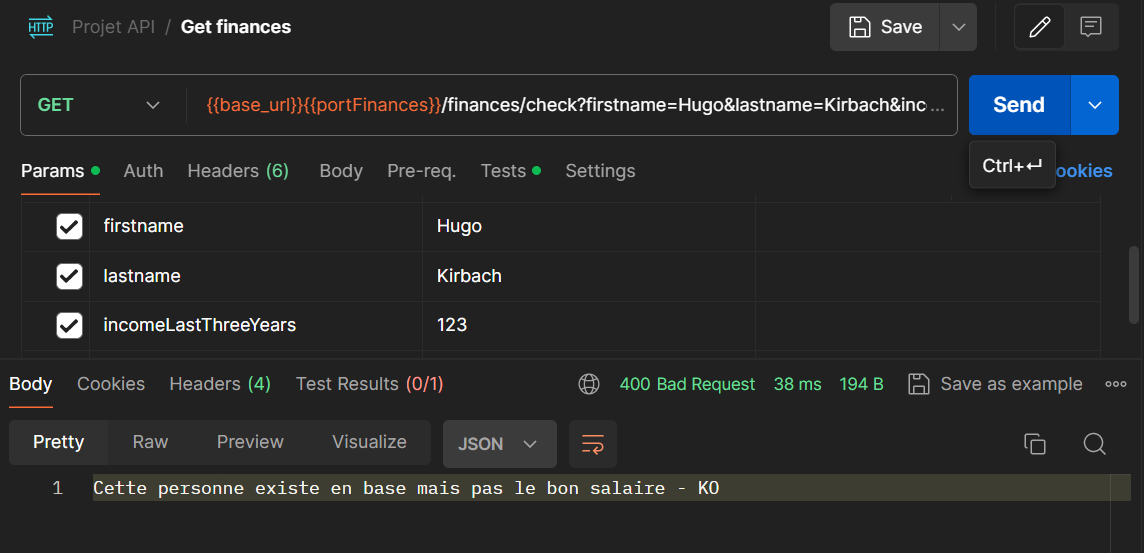 HTTP Projet API / Get finances Save
GET {{base_url}}{{portFinances}}/finances/check?firstname=Hugo&lastname=Kirbach&inc... Send
Ctrl+↵
Params Auth Headers (6) Body Pre-req. Tests Settings ookies
firstname Hugo
lastname Kirbach
incomeLastThreeYears 123
Body Cookies Headers (4) Test Results (0/1) 400 Bad Request 38 ms 194 B Save as example
Pretty Raw Preview Visualize JSON
1 Cette personne existe en base mais pas le bon salaire - KO